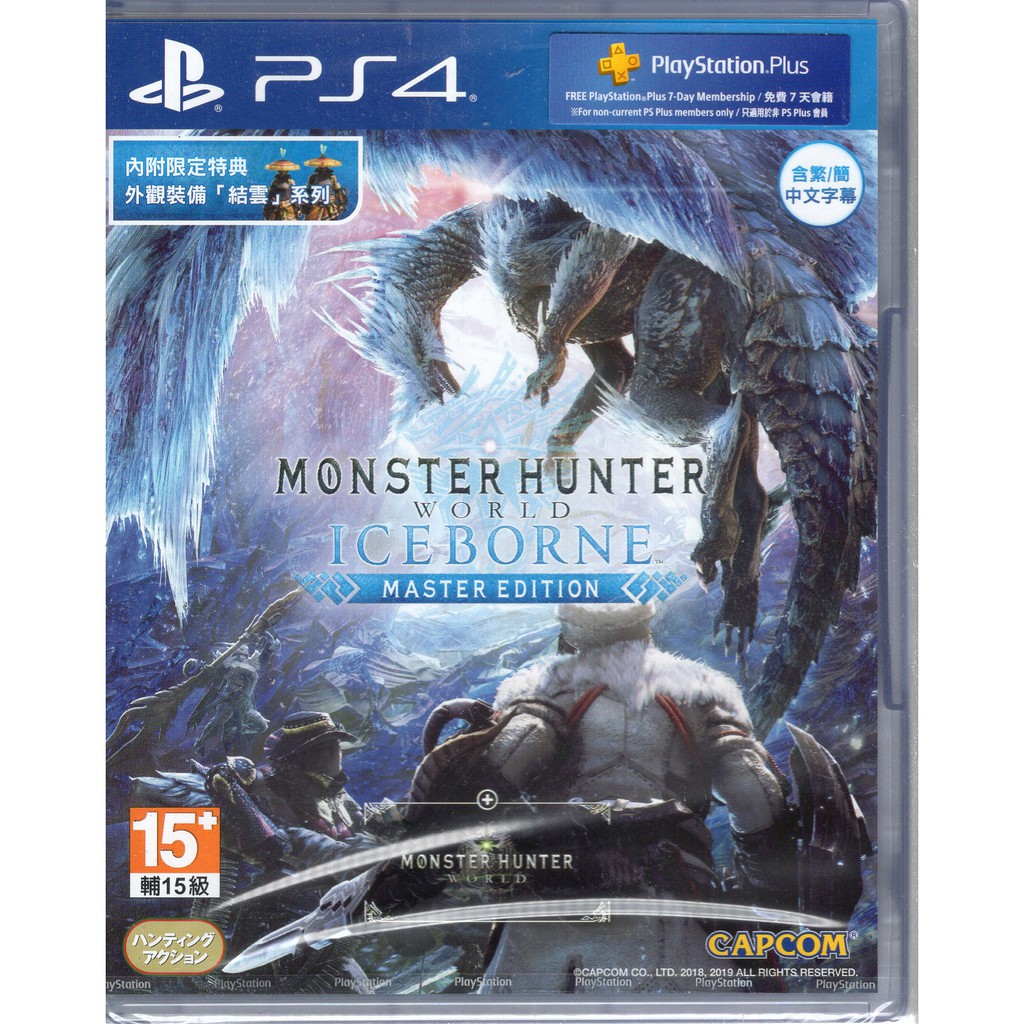 PS4
PlayStation®Plus
FREE PlayStation®Plus 7-Day Membership / 免費 7 天會籍
※For non-current PS Plus members only / 只適用於非 PS Plus 會員
內附限定特典
外觀裝備「結雲」系列
含繁/簡
中文字幕
MONSTER HUNTER
WORLD
ICEBORNE™
MASTER EDITION
15+
輔15級
+
MONSTER HUNTER
WORLD
ハンティング
アクション
CAPCOM®
©CAPCOM CO., LTD. 2018, 2019 ALL RIGHTS RESERVED.
ayStation PlayStation PlayStation PlayStation PlayStation PlayStation PlayStation